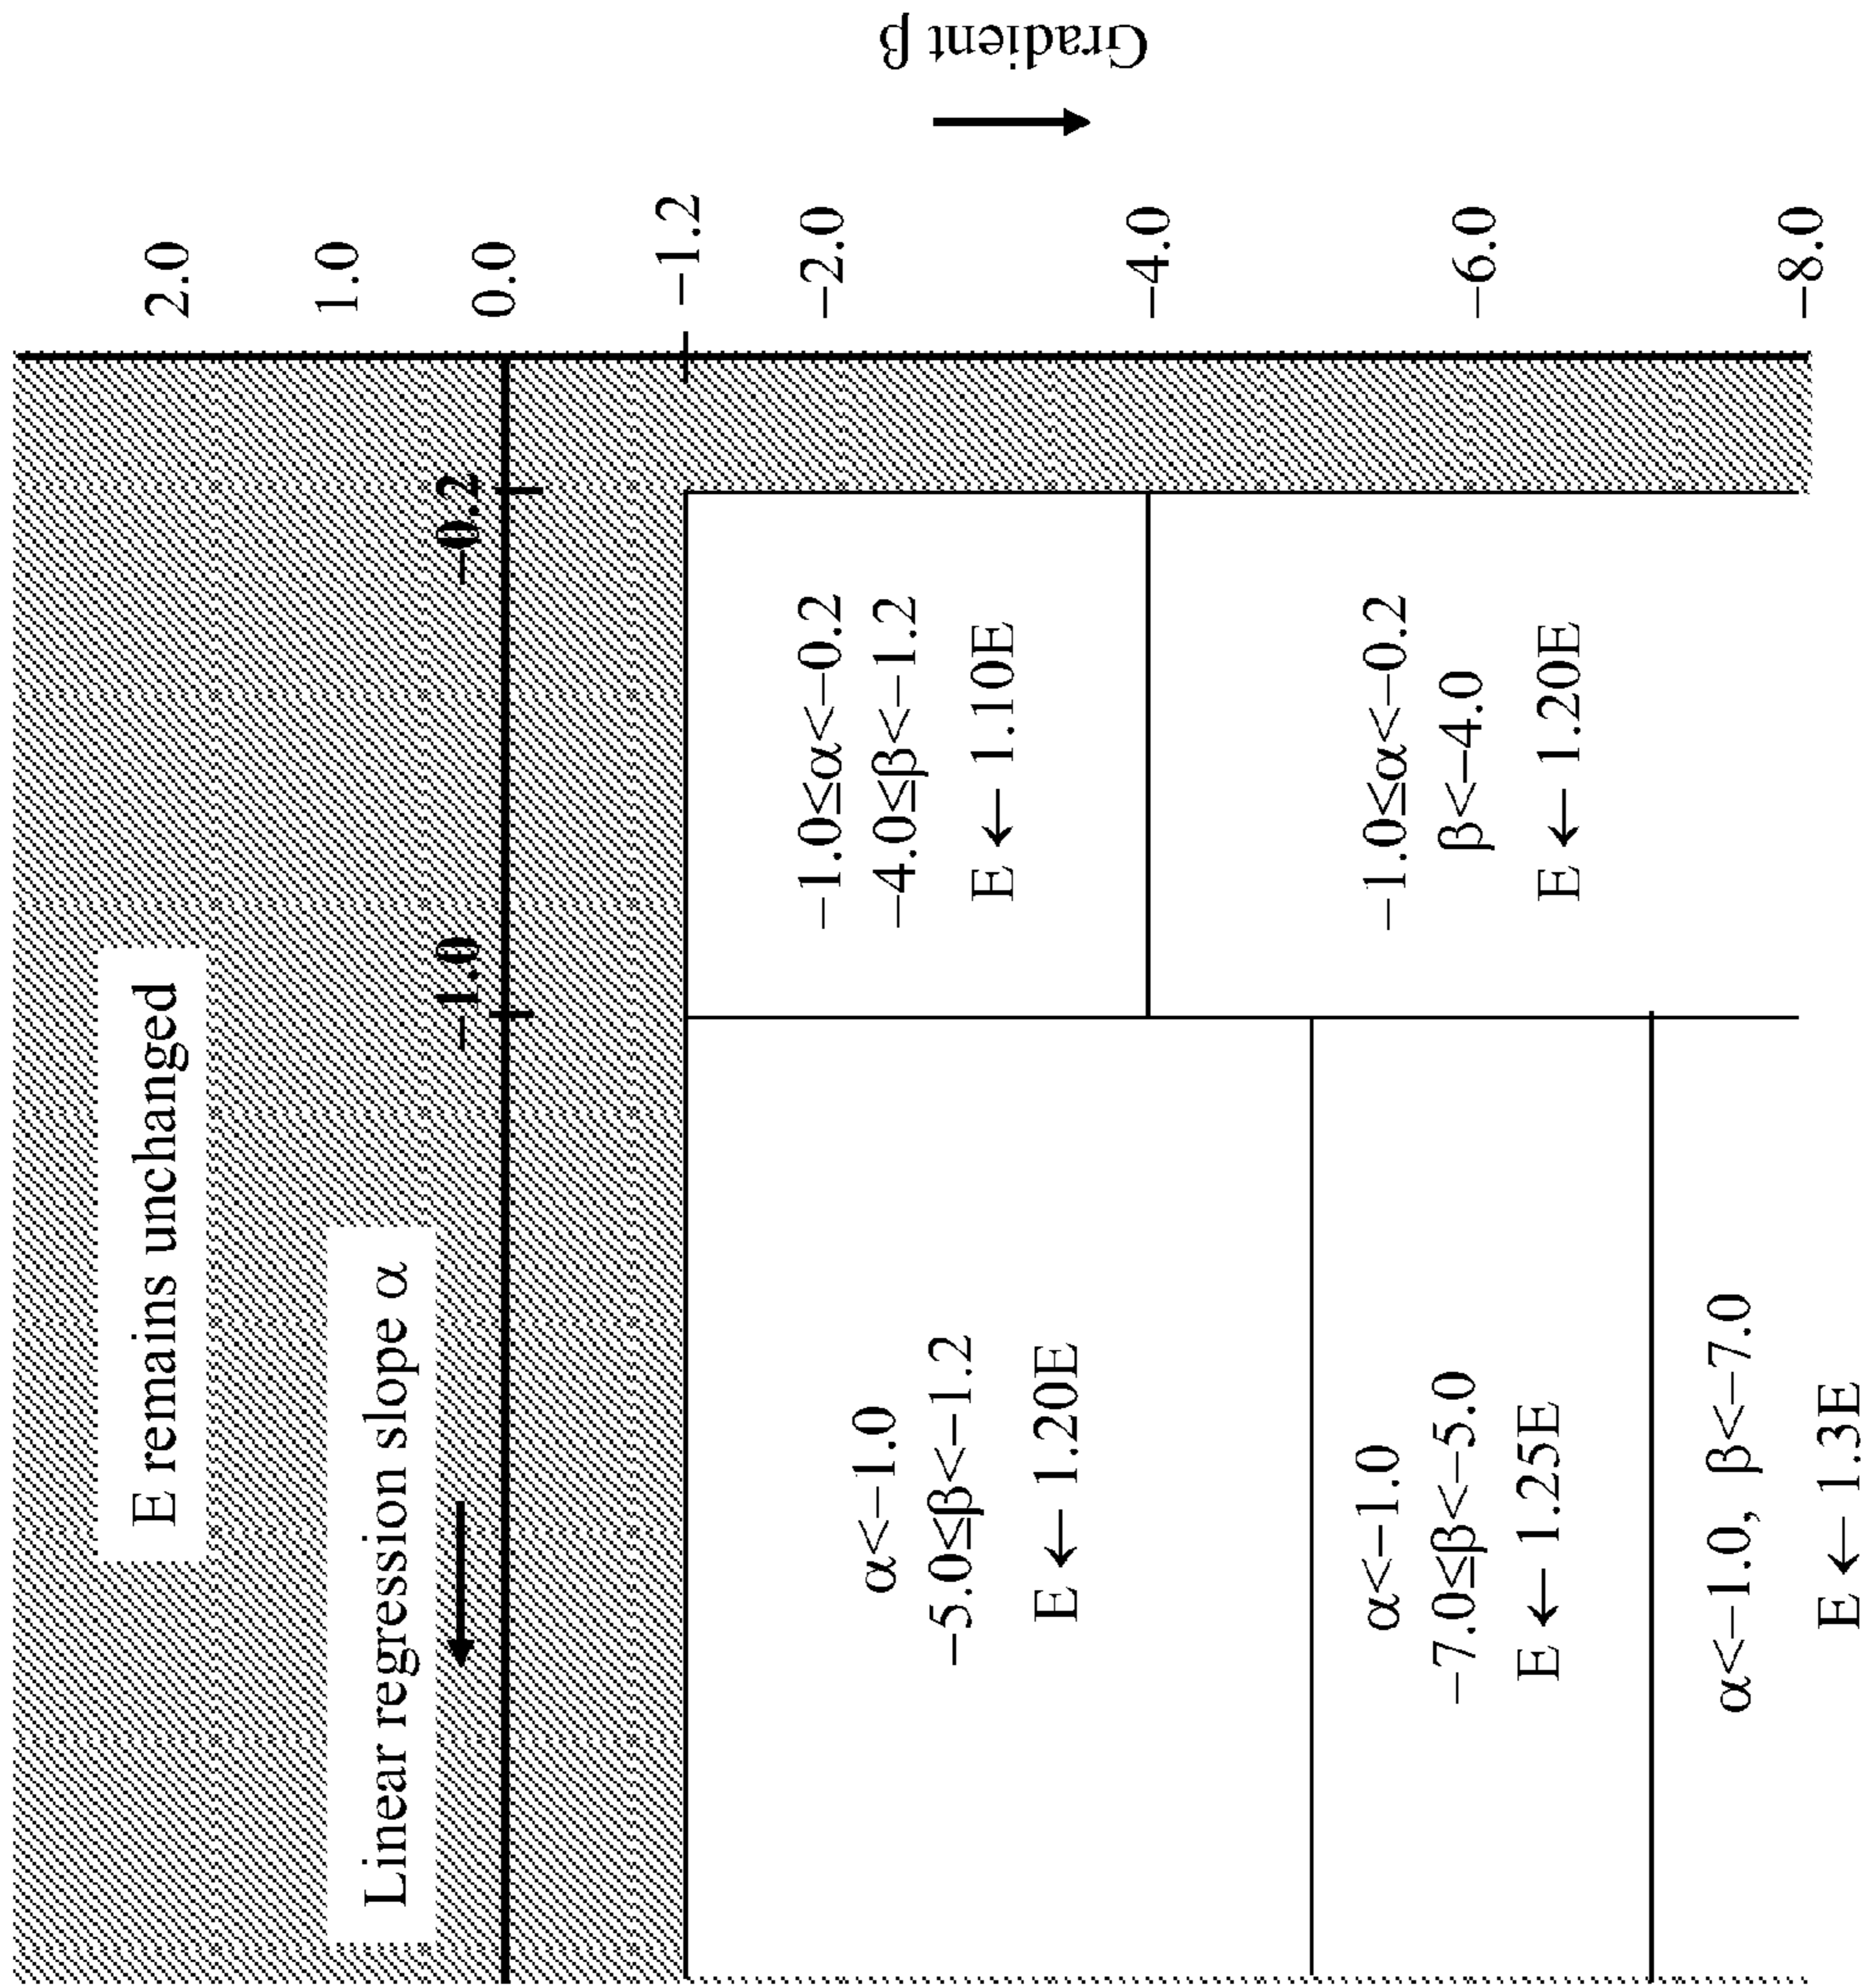 E remains unchanged
Linear regression slope α
−1.0
−0.2
2.0
1.0
0.0
−1.2
−2.0
−4.0
−6.0
−8.0
Gradient β
α<−1.0
−5.0≤β<−1.2
E ← 1.20E
−1.0≤α<−0.2
−4.0≤β<−1.2
E ← 1.10E
α<−1.0
−7.0≤β<−5.0
E ← 1.25E
−1.0≤α<−0.2
β<−4.0
E ← 1.20E
α<−1.0, β<−7.0
E ← 1.3E